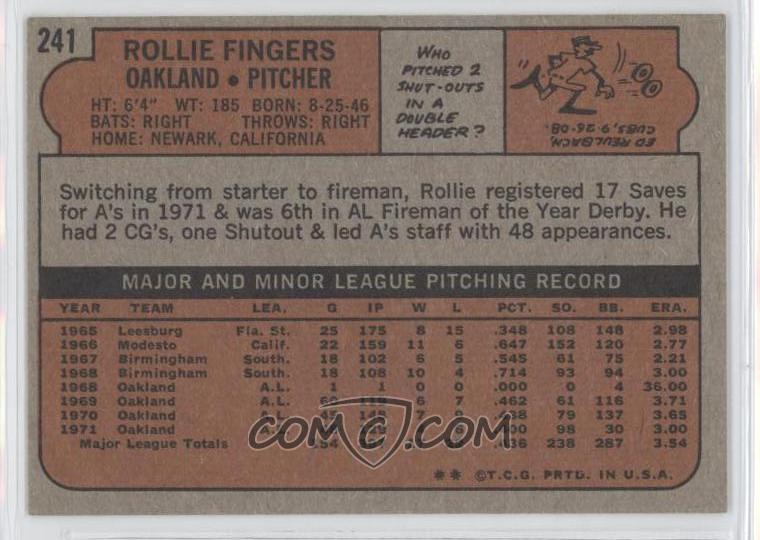 241
ROLLIE FINGERS
OAKLAND • PITCHER
HT: 6'4" WT: 185 BORN: 8-25-46
BATS: RIGHT THROWS: RIGHT
HOME: NEWARK, CALIFORNIA
WHO
PITCHED 2
SHUT-OUTS
IN A
DOUBLE
HEADER?
ED REULBACH,
CUBS, 9-26-08.
Switching from starter to fireman, Rollie registered 17 Saves
for A's in 1971 & was 6th in AL Fireman of the Year Derby. He
had 2 CG's, one Shutout & led A's staff with 48 appearances.
MAJOR AND MINOR LEAGUE PITCHING RECORD
YEAR TEAM LEA. G IP W L PCT. SO. BB. ERA.
1965 Leesburg Fla. St. 25 175 8 15 .348 108 148 2.98
1966 Modesto Calif. 22 159 11 6 .647 152 120 2.77
1967 Birmingham South. 18 102 6 5 .545 61 75 2.21
1968 Birmingham South. 18 108 10 4 .714 93 94 3.00
1968 Oakland A.L. 1 1 0 0 .000 0 4 36.00
1969 Oakland A.L. 60 119 6 7 .462 61 116 3.71
1970 Oakland A.L. 45 148 7 9 79 137 3.65
1971 Oakland A.L. 98 30 3.00
Major League Totals 154 .436 238 287 3.54
COMC.COM
** ©T.C.G. PRTD. IN U.S.A.